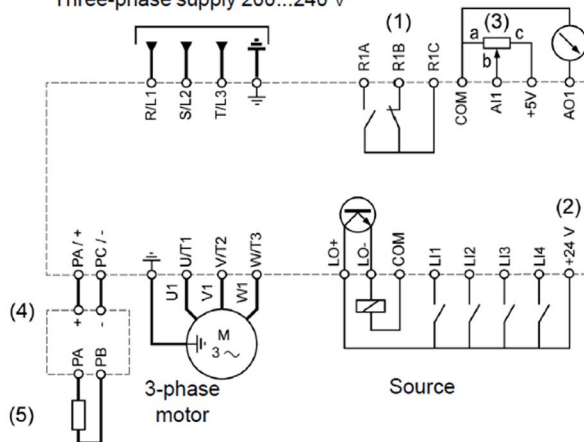 Three-phase supply 200...240 V
(1)
(3)
a
c
b
R/L1
S/L2
T/L3
R1A
R1B
R1C
COM
AI1
+5V
AO1
(2)
PA / +
PC / -
U/T1
V/T2
W/T3
LO+
LO-
COM
LI1
LI2
LI3
LI4
+24 V
U1
V1
W1
(4)
+
-
M
3 ~
PA
PB
(5)
3-phase
motor
Source